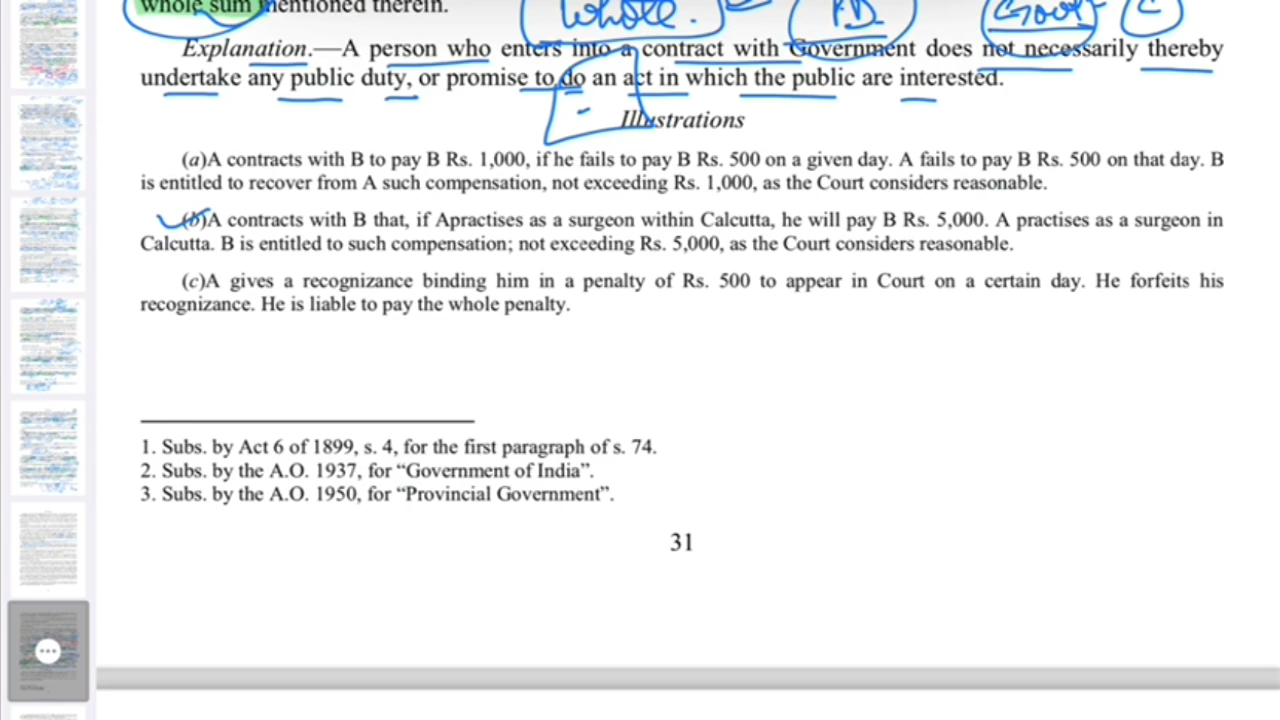 whole sum mentioned therein.
Whole. P.D. Govt C
Explanation.—A person who enters into a contract with Government does not necessarily thereby
undertake any public duty, or promise to do an act in which the public are interested.
Illustrations
(a)A contracts with B to pay B Rs. 1,000, if he fails to pay B Rs. 500 on a given day. A fails to pay B Rs. 500 on that day. B
is entitled to recover from A such compensation, not exceeding Rs. 1,000, as the Court considers reasonable.
(b)A contracts with B that, if Apractises as a surgeon within Calcutta, he will pay B Rs. 5,000. A practises as a surgeon in
Calcutta. B is entitled to such compensation; not exceeding Rs. 5,000, as the Court considers reasonable.
(c)A gives a recognizance binding him in a penalty of Rs. 500 to appear in Court on a certain day. He forfeits his
recognizance. He is liable to pay the whole penalty.
1. Subs. by Act 6 of 1899, s. 4, for the first paragraph of s. 74.
2. Subs. by the A.O. 1937, for “Government of India”.
3. Subs. by the A.O. 1950, for “Provincial Government”.
31